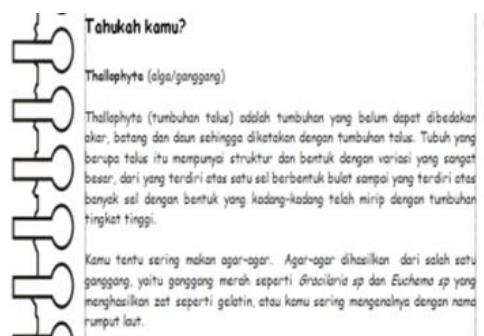 Tahukah kamu?
Thallophyta (alga/ganggang)
Thallophyta (tumbuhan talus) adalah tumbuhan yang belum dapat dibedakan
akar, batang dan daun sehingga dikatakan dengan tumbuhan talus. Tubuh yang
berupa talus itu mempunyai struktur dan bentuk dengan variasi yang sangat
besar, dari yang terdiri atas satu sel berbentuk bulat sampai yang terdiri atas
banyak sel dengan bentuk yang kadang-kadang telah mirip dengan tumbuhan
tingkat tinggi.
Kamu tentu sering makan agar-agar. Agar-agar dihasilkan dari salah satu
ganggang, yaitu ganggang merah seperti Gracilaria sp dan Euchema sp yang
menghasilkan zat seperti gelatin, atau kamu sering mengenalnya dengan nama
rumput laut.